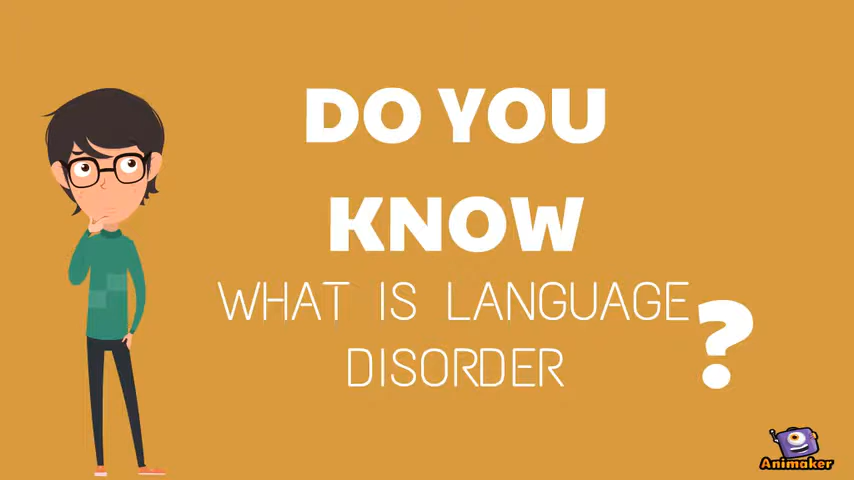 DO YOU
KNOW
WHAT IS LANGUAGE
DISORDER ?
Animaker